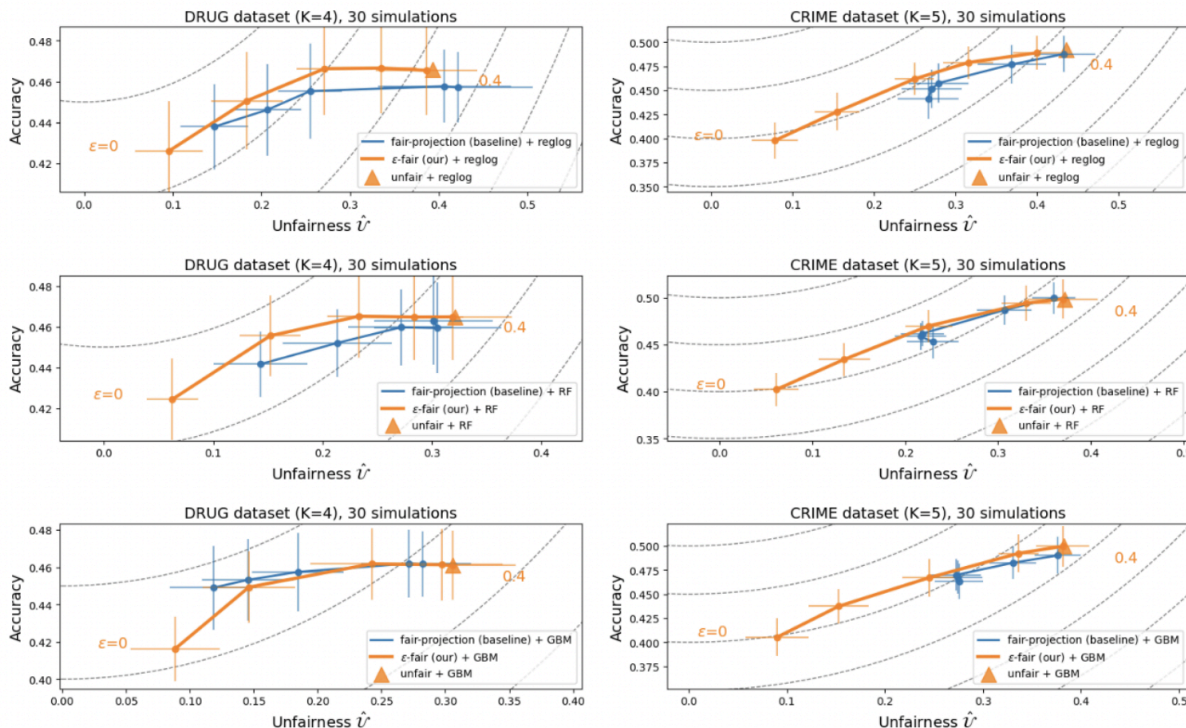 DRUG dataset (K=4), 30 simulations
Accuracy
0.48
0.46
0.44
0.42
ε=0
0.4
fair-projection (baseline) + reglog
ε-fair (our) + reglog
unfair + reglog
0.0 0.1 0.2 0.3 0.4 0.5
Unfairness 𝒰̂
CRIME dataset (K=5), 30 simulations
Accuracy
0.500
0.475
0.450
0.425
0.400
0.375
0.350
ε=0
0.4
fair-projection (baseline) + reglog
ε-fair (our) + reglog
unfair + reglog
0.0 0.1 0.2 0.3 0.4 0.5
Unfairness 𝒰̂
DRUG dataset (K=4), 30 simulations
Accuracy
0.48
0.46
0.44
0.42
ε=0
0.4
fair-projection (baseline) + RF
ε-fair (our) + RF
unfair + RF
0.0 0.1 0.2 0.3 0.4
Unfairness 𝒰̂
CRIME dataset (K=5), 30 simulations
Accuracy
0.50
0.45
0.40
0.35
ε=0
0.4
fair-projection (baseline) + RF
ε-fair (our) + RF
unfair + RF
0.0 0.1 0.2 0.3 0.4
Unfairness 𝒰̂
DRUG dataset (K=4), 30 simulations
Accuracy
0.48
0.46
0.44
0.42
0.40
ε=0
0.4
fair-projection (baseline) + GBM
ε-fair (our) + GBM
unfair + GBM
0.00 0.05 0.10 0.15 0.20 0.25 0.30 0.35 0.40
Unfairness 𝒰̂
CRIME dataset (K=5), 30 simulations
Accuracy
0.500
0.475
0.450
0.425
0.400
0.375
ε=0
0.4
fair-projection (baseline) + GBM
ε-fair (our) + GBM
unfair + GBM
0.0 0.1 0.2 0.3 0.4
Unfairness 𝒰̂